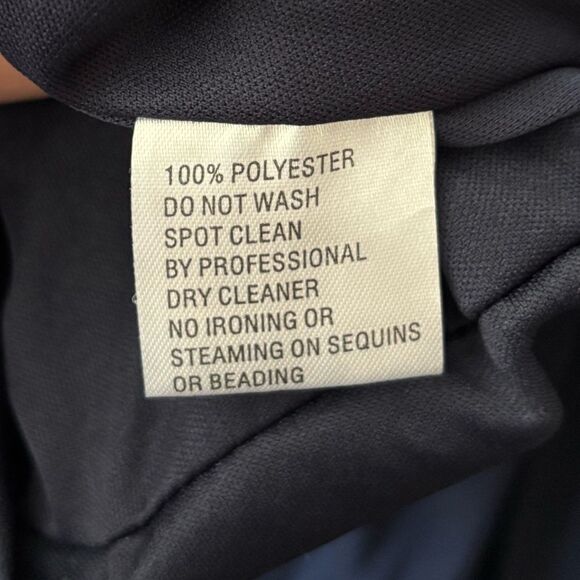 100% POLYESTER
DO NOT WASH
SPOT CLEAN
BY PROFESSIONAL
DRY CLEANER
NO IRONING OR
STEAMING ON SEQUINS
OR BEADING